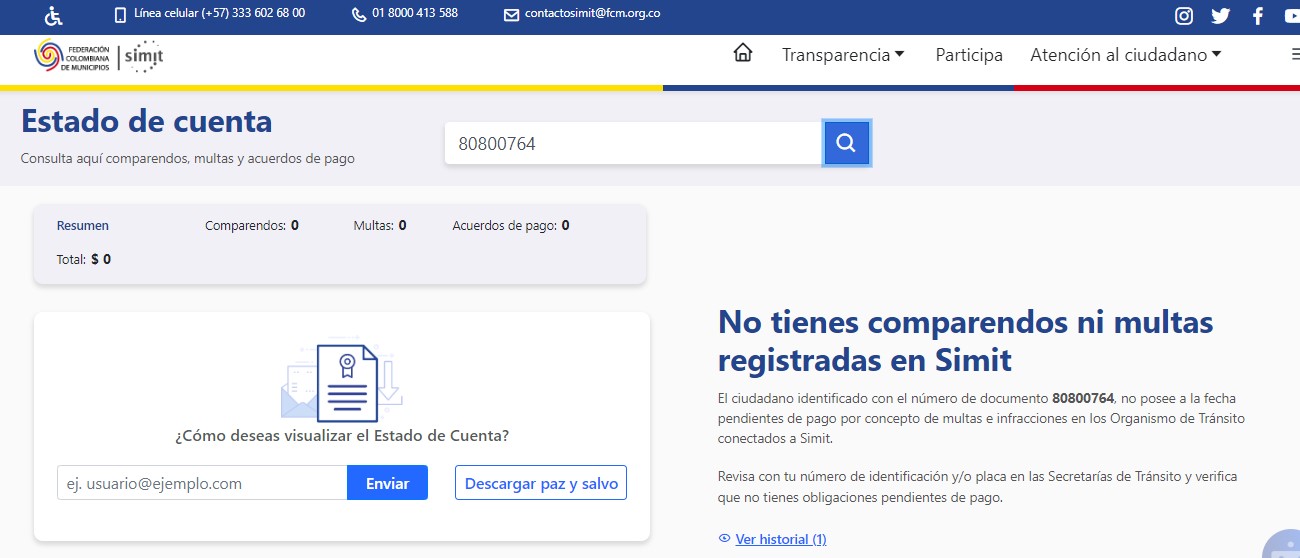 Línea celular (+57) 333 602 68 00 01 8000 413 588 contactosimit@fcm.org.co
FEDERACIÓN
COLOMBIANA
DE MUNICIPIOS
simit
Transparencia Participa Atención al ciudadano
Estado de cuenta
Consulta aquí comparendos, multas y acuerdos de pago
80800764
Resumen Comparendos: 0 Multas: 0 Acuerdos de pago: 0
Total: $ 0
¿Cómo deseas visualizar el Estado de Cuenta?
ej. usuario@ejemplo.com Enviar Descargar paz y salvo
No tienes comparendos ni multas
registradas en Simit
El ciudadano identificado con el número de documento 80800764, no posee a la fecha
pendientes de pago por concepto de multas e infracciones en los Organismo de Tránsito
conectados a Simit.
Revisa con tu número de identificación y/o placa en las Secretarías de Tránsito y verifica
que no tienes obligaciones pendientes de pago.
Ver historial (1)